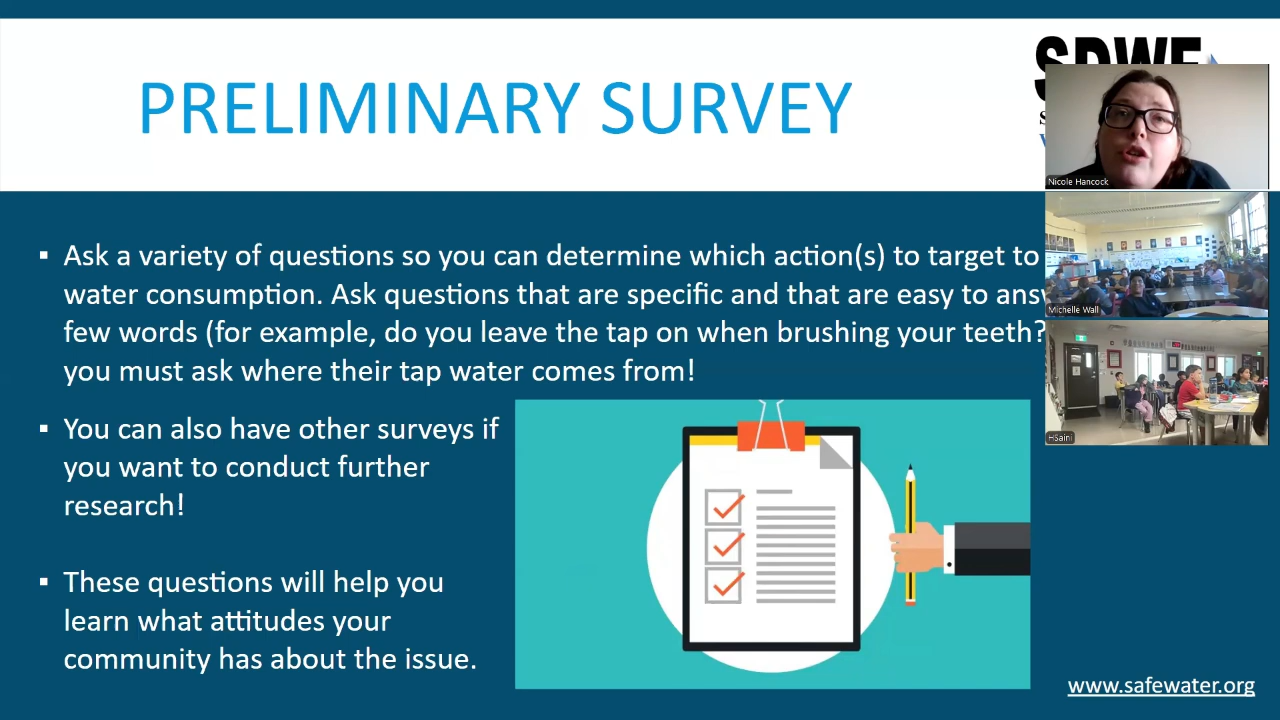 PRELIMINARY SURVEY
SDWF
Nicole Hancock
Ask a variety of questions so you can determine which action(s) to target to
water consumption. Ask questions that are specific and that are easy to
few words (for example, do you leave the tap on when brushing your teeth?
you must ask where their tap water comes from!
Michelle Wall
HSaini
You can also have other surveys if
you want to conduct further
research!
These questions will help you
learn what attitudes your
community has about the issue.
www.safewater.org